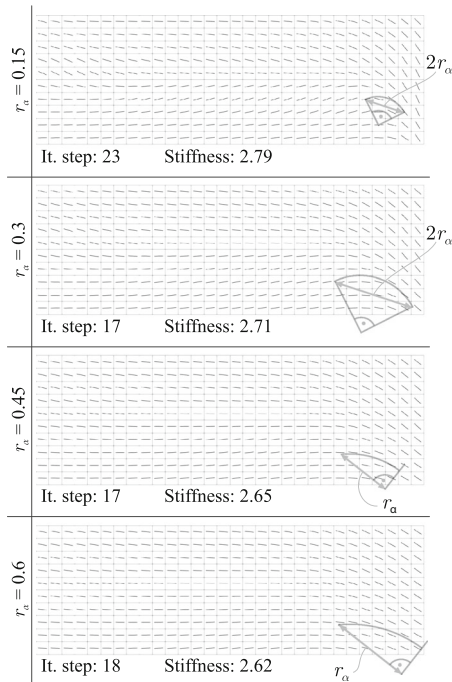 r_α = 0.15
2r_α
It. step: 23 Stiffness: 2.79
r_α = 0.3
2r_α
It. step: 17 Stiffness: 2.71
r_α = 0.45
It. step: 17 Stiffness: 2.65
r_α
r_α = 0.6
It. step: 18 Stiffness: 2.62
r_α